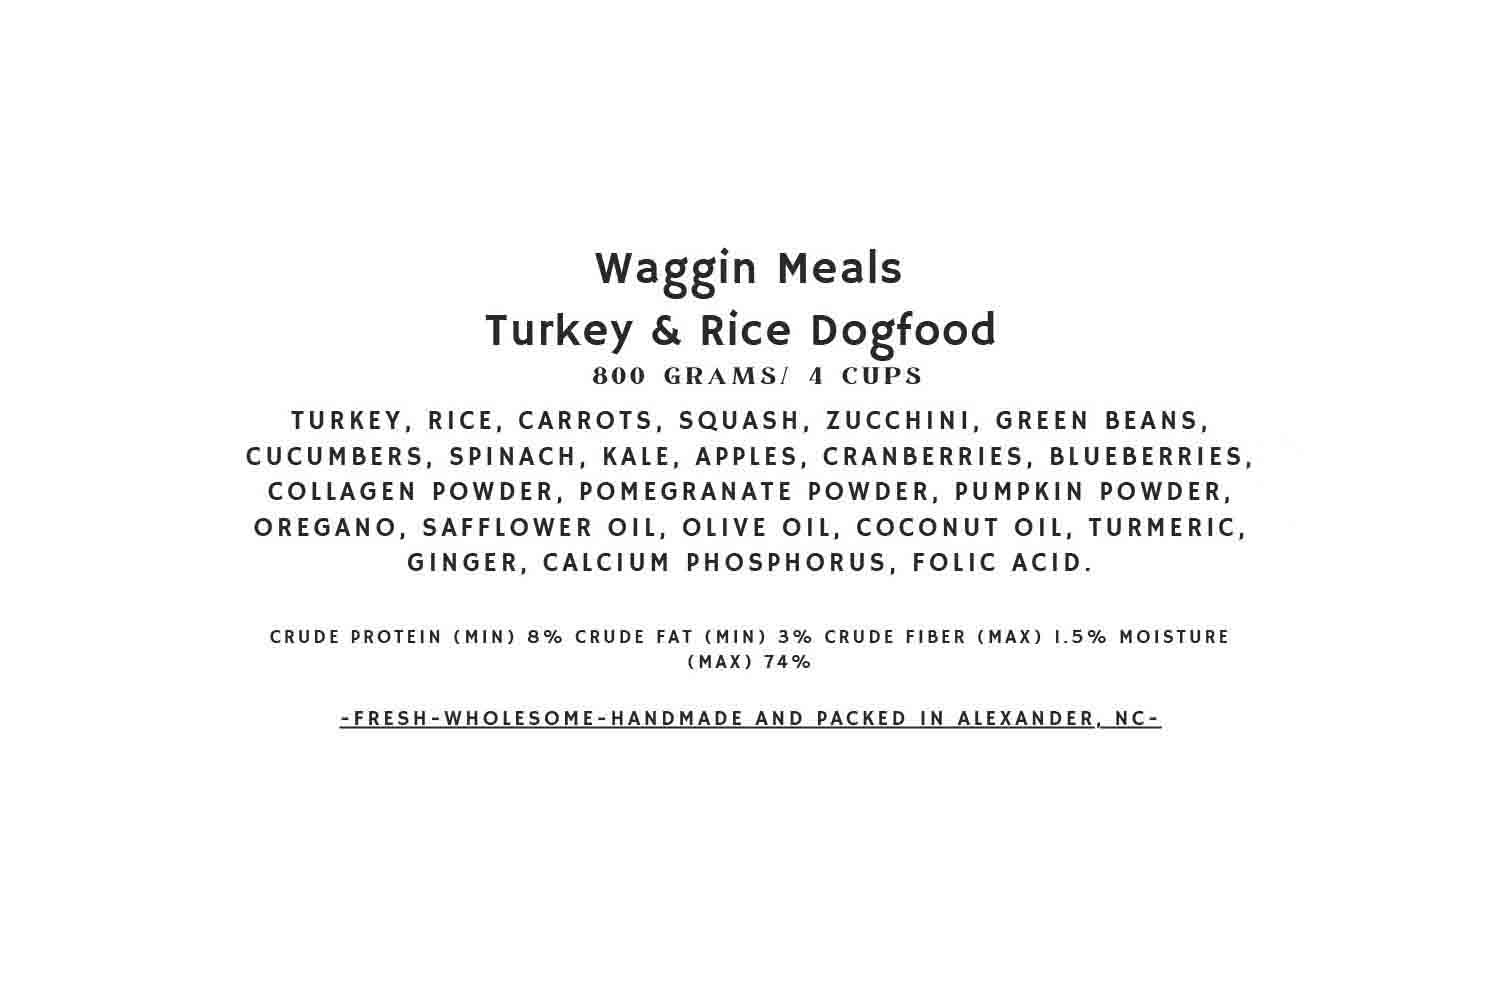 Waggin Meals
Turkey & Rice Dogfood
800 GRAMS/ 4 CUPS
TURKEY, RICE, CARROTS, SQUASH, ZUCCHINI, GREEN BEANS,
CUCUMBERS, SPINACH, KALE, APPLES, CRANBERRIES, BLUEBERRIES,
COLLAGEN POWDER, POMEGRANATE POWDER, PUMPKIN POWDER,
OREGANO, SAFFLOWER OIL, OLIVE OIL, COCONUT OIL, TURMERIC,
GINGER, CALCIUM PHOSPHORUS, FOLIC ACID.
CRUDE PROTEIN (MIN) 8% CRUDE FAT (MIN) 3% CRUDE FIBER (MAX) 1.5% MOISTURE
(MAX) 74%
-FRESH-WHOLESOME-HANDMADE AND PACKED IN ALEXANDER, NC-